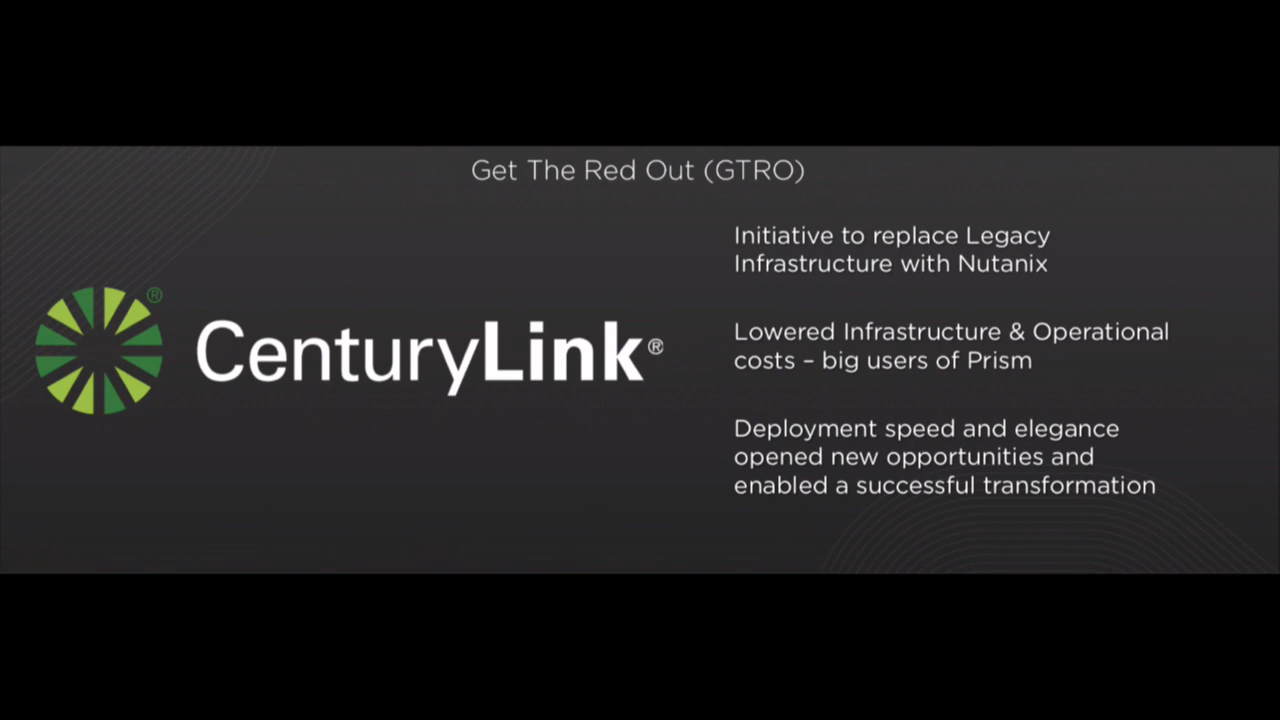 Get The Red Out (GTRO)
CenturyLink®
Initiative to replace Legacy
Infrastructure with Nutanix
Lowered Infrastructure & Operational
costs – big users of Prism
Deployment speed and elegance
opened new opportunities and
enabled a successful transformation